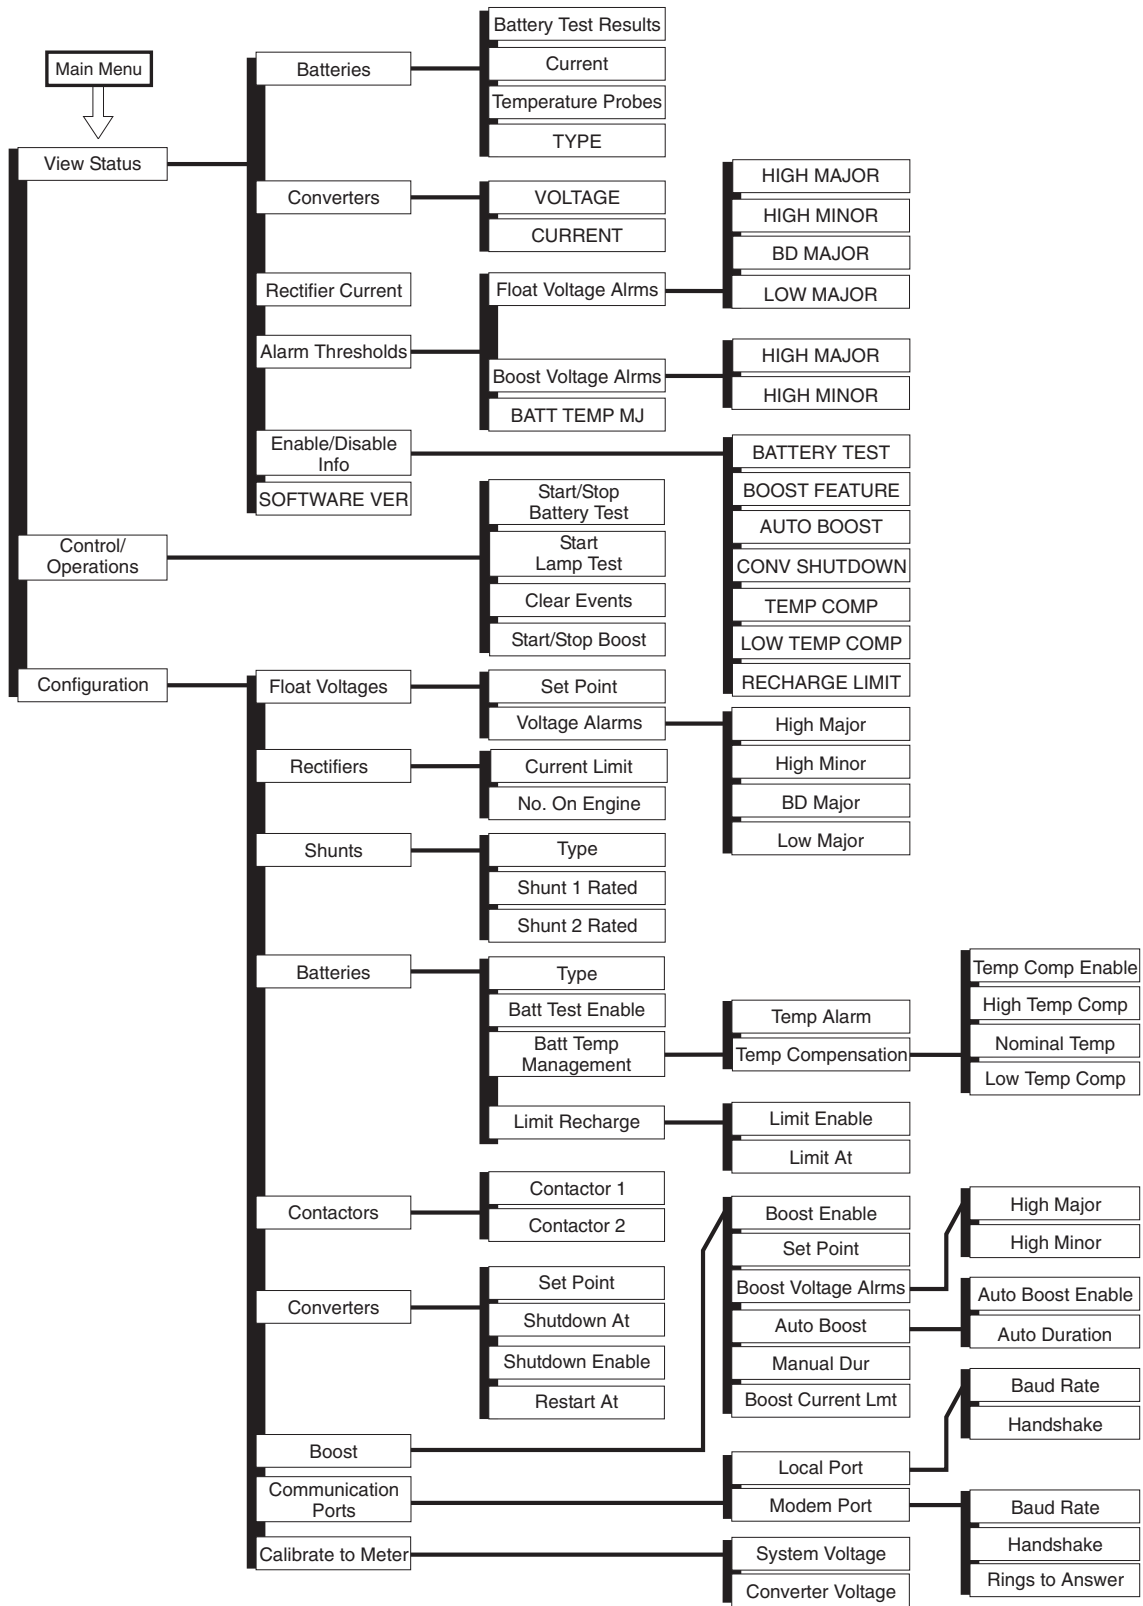 Main Menu
View Status
Batteries
Battery Test Results
Current
Temperature Probes
TYPE
Converters
VOLTAGE
CURRENT
Rectifier Current
Alarm Thresholds
Float Voltage Alrms
HIGH MAJOR
HIGH MINOR
BD MAJOR
LOW MAJOR
Boost Voltage Alrms
HIGH MAJOR
HIGH MINOR
BATT TEMP MJ
Enable/Disable
Info
BATTERY TEST
BOOST FEATURE
AUTO BOOST
CONV SHUTDOWN
TEMP COMP
LOW TEMP COMP
RECHARGE LIMIT
SOFTWARE VER
Control/
Operations
Start/Stop
Battery Test
Start
Lamp Test
Clear Events
Start/Stop Boost
Configuration
Float Voltages
Set Point
Voltage Alarms
High Major
High Minor
BD Major
Low Major
Rectifiers
Current Limit
No. On Engine
Shunts
Type
Shunt 1 Rated
Shunt 2 Rated
Batteries
Type
Batt Test Enable
Batt Temp
Management
Temp Alarm
Temp Compensation
Temp Comp Enable
High Temp Comp
Nominal Temp
Low Temp Comp
Limit Recharge
Limit Enable
Limit At
Contactors
Contactor 1
Contactor 2
Converters
Set Point
Shutdown At
Shutdown Enable
Restart At
Boost
Boost Enable
Set Point
Boost Voltage Alrms
High Major
High Minor
Auto Boost
Auto Boost Enable
Auto Duration
Manual Dur
Boost Current Lmt
Communication
Ports
Local Port
Baud Rate
Handshake
Modem Port
Baud Rate
Handshake
Rings to Answer
Calibrate to Meter
System Voltage
Converter Voltage